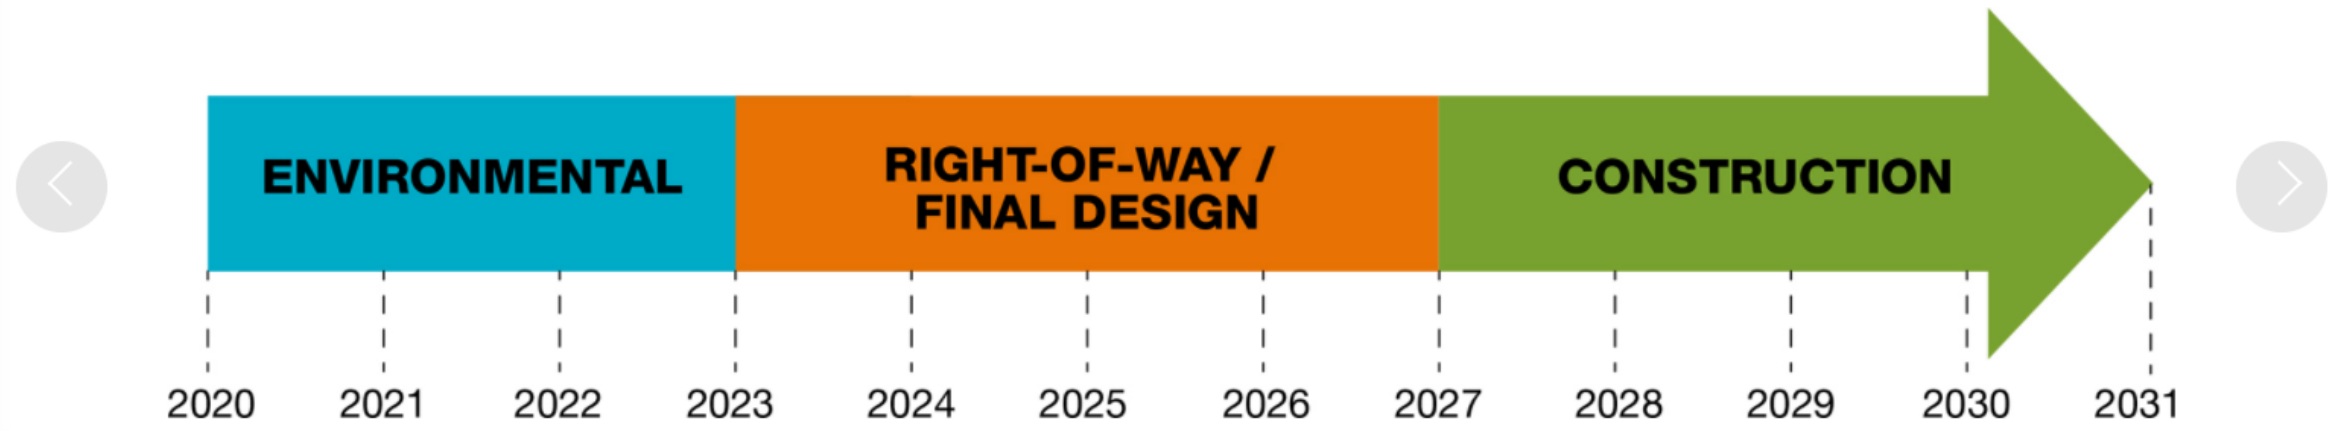 ENVIRONMENTAL
RIGHT-OF-WAY /
FINAL DESIGN
CONSTRUCTION
2020 2021 2022 2023 2024 2025 2026 2027 2028 2029 2030 2031